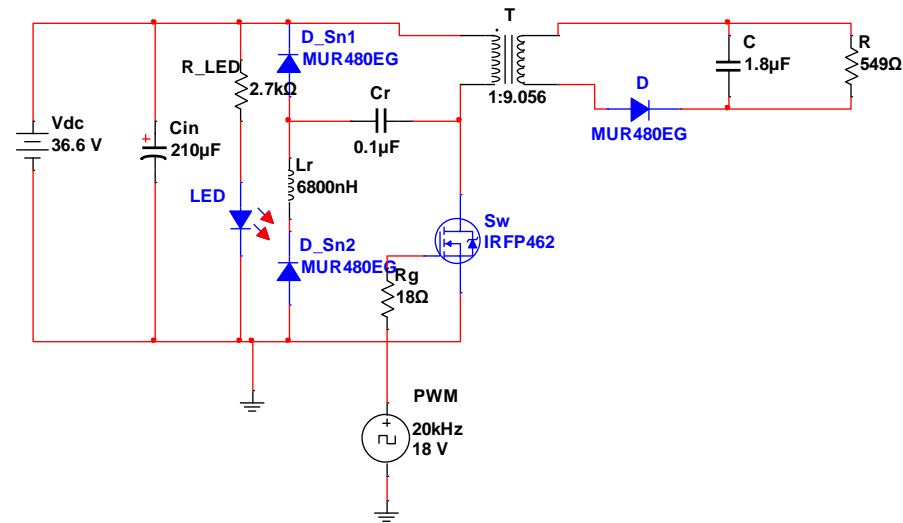 T
D_Sn1
MUR480EG
R_LED
2.7kΩ
C
1.8µF
R
549Ω
Vdc
36.6 V
Cin
210µF
+
Cr
0.1µF
1:9.056
D
MUR480EG
Lr
6800nH
LED
Sw
IRFP462
D_Sn2
MUR480EG
Rg
18Ω
PWM
+
20kHz
18 V